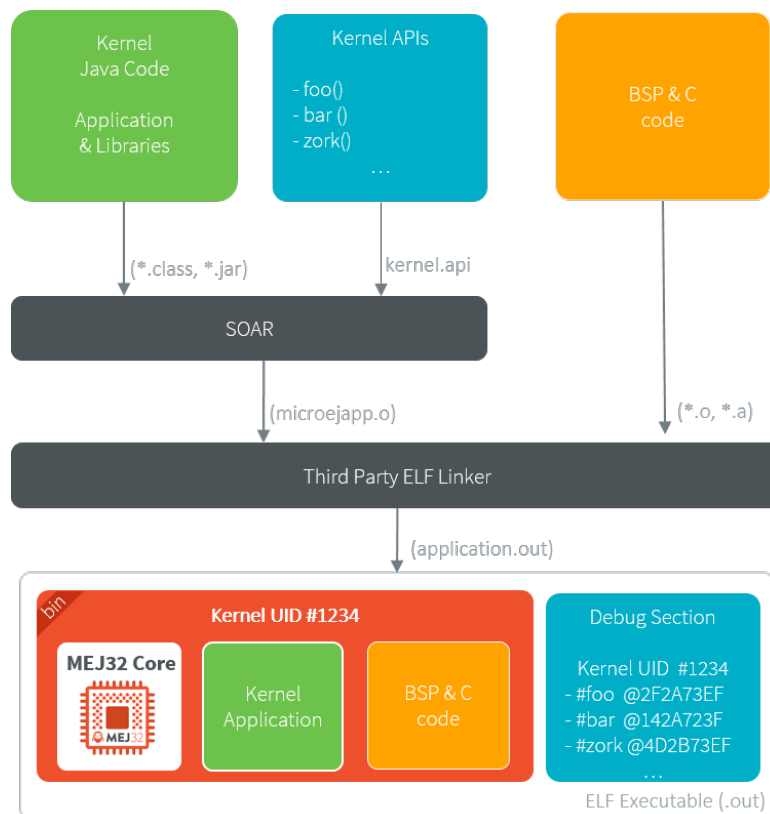 Kernel
Java Code
Application
& Libraries
Kernel APIs
- foo()
- bar ()
- zork()
...
BSP & C
code
(*.class, *.jar)
kernel.api
SOAR
(microejapp.o)
(*.o, *.a)
Third Party ELF Linker
(application.out)
bin
Kernel UID #1234
MEJ32 Core
MEJ32
Kernel
Application
BSP & C
code
Debug Section
Kernel UID #1234
- #foo @2F2A73EF
- #bar @142A723F
- #zork @4D2B73EF
...
ELF Executable (.out)